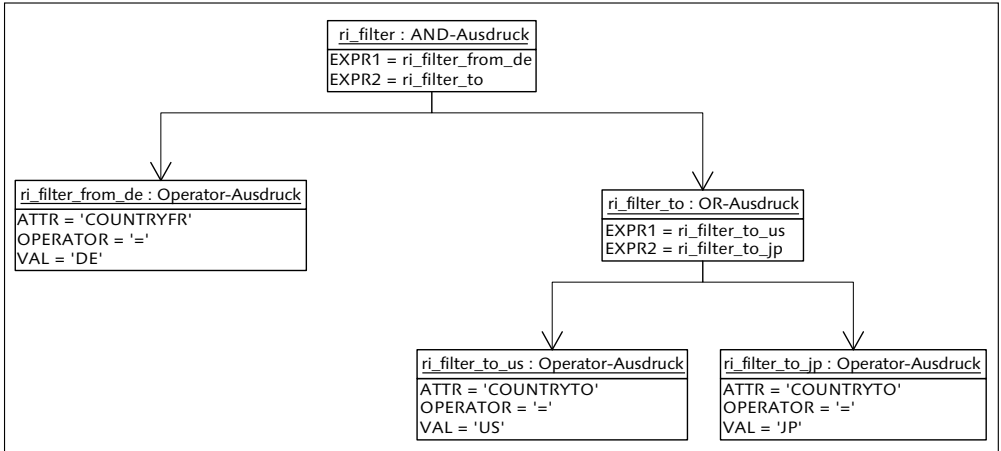 ri_filter : AND-Ausdruck
EXPR1 = ri_filter_from_de
EXPR2 = ri_filter_to
ri_filter_from_de : Operator-Ausdruck
ATTR = 'COUNTRYFR'
OPERATOR = '='
VAL = 'DE'
ri_filter_to : OR-Ausdruck
EXPR1 = ri_filter_to_us
EXPR2 = ri_filter_to_jp
ri_filter_to_us : Operator-Ausdruck
ATTR = 'COUNTRYTO'
OPERATOR = '='
VAL = 'US'
ri_filter_to_jp : Operator-Ausdruck
ATTR = 'COUNTRYTO'
OPERATOR = '='
VAL = 'JP'